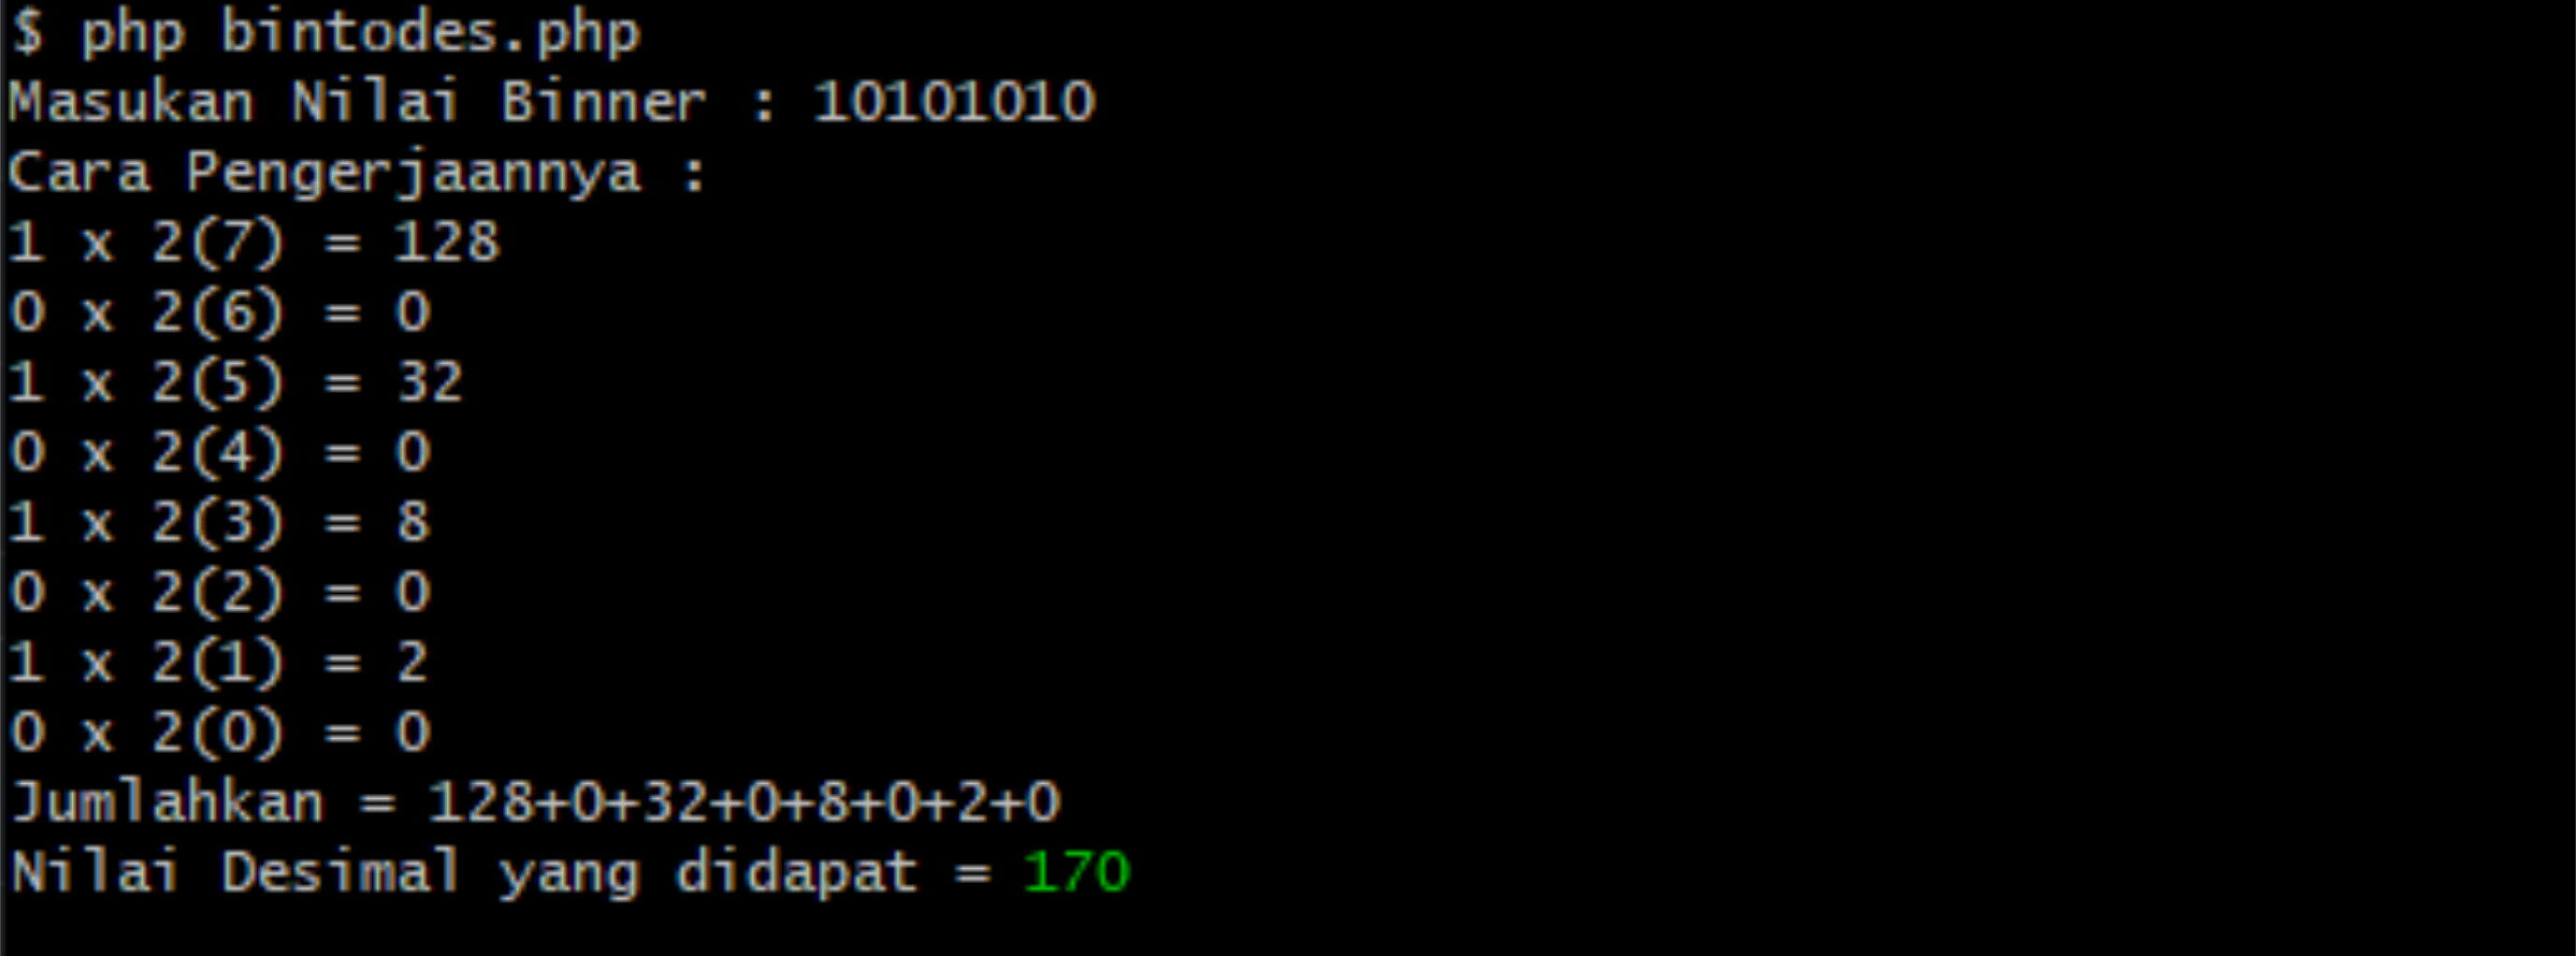 $ php bintodes.php
Masukan Nilai Binner : 10101010
Cara Pengerjaannya :
1 x 2(7) = 128
0 x 2(6) = 0
1 x 2(5) = 32
0 x 2(4) = 0
1 x 2(3) = 8
0 x 2(2) = 0
1 x 2(1) = 2
0 x 2(0) = 0
Jumlahkan = 128+0+32+0+8+0+2+0
Nilai Desimal yang didapat = 170